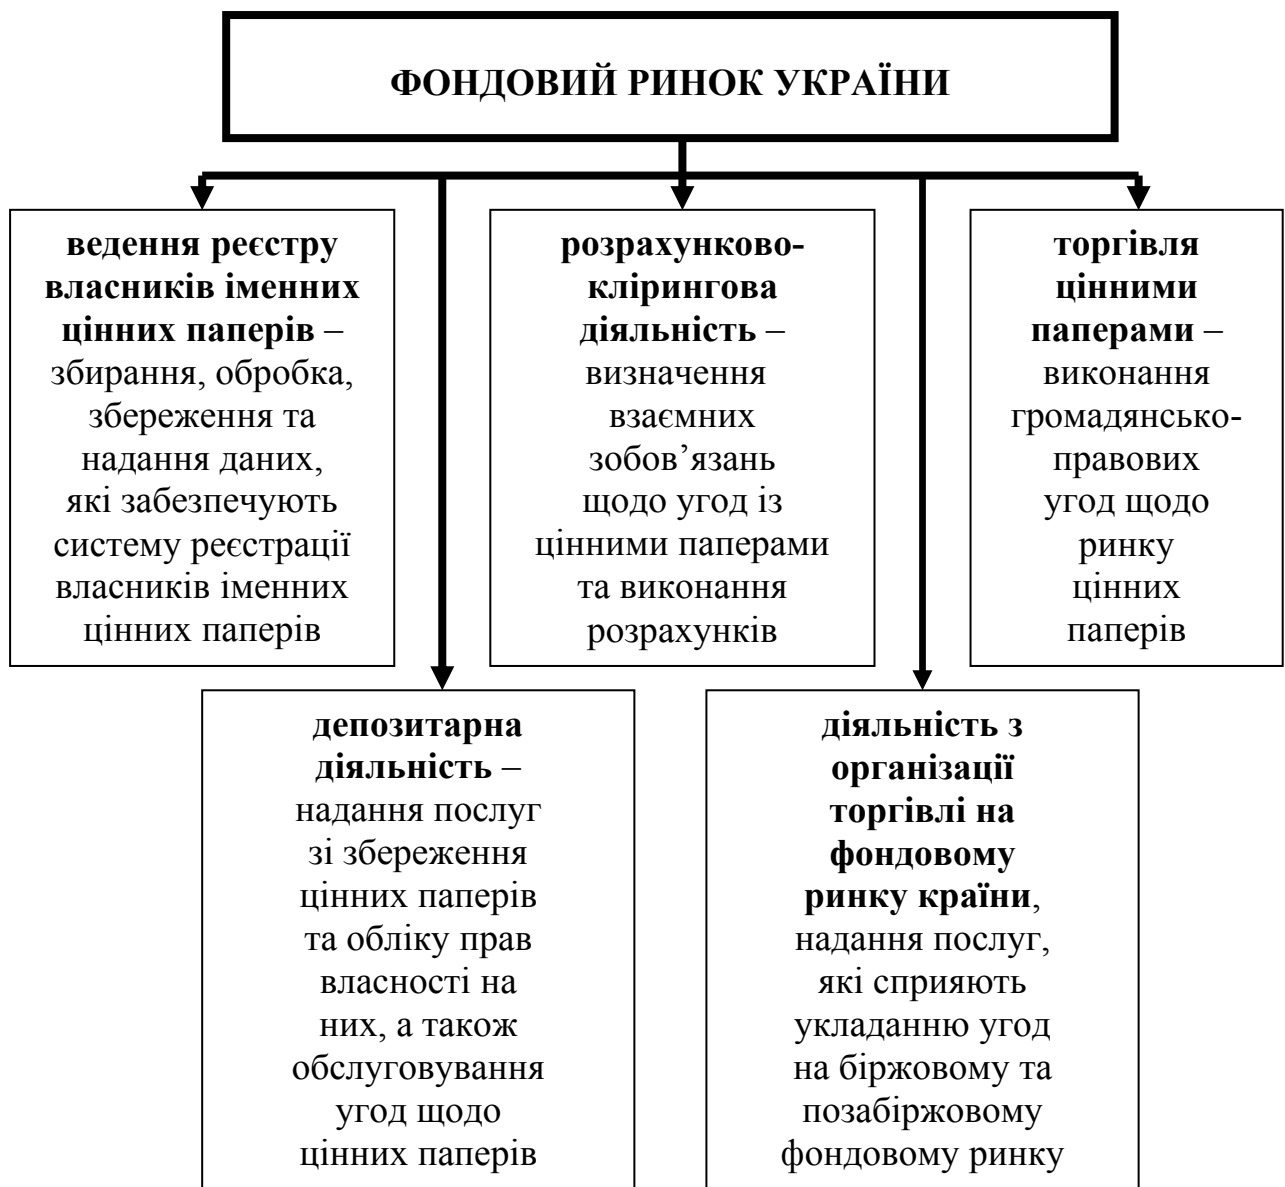 ФОНДОВИЙ РИНОК УКРАЇНИ
ведення реєстру
власників іменних
цінних паперів –
збирання, обробка,
збереження та
надання даних,
які забезпечують
систему реєстрації
власників іменних
цінних паперів
розрахунково-
клірингова
діяльність –
визначення
взаємних
зобов’язань
щодо угод із
цінними паперами
та виконання
розрахунків
торгівля
цінними
паперами –
виконання
громадянсько-
правових
угод щодо
ринку
цінних
паперів
депозитарна
діяльність –
надання послуг
зі збереження
цінних паперів
та обліку прав
власності на
них, а також
обслуговування
угод щодо
цінних паперів
діяльність з
організації
торгівлі на
фондовому
ринку країни,
надання послуг,
які сприяють
укладанню угод
на біржовому та
позабіржовому
фондовому ринку